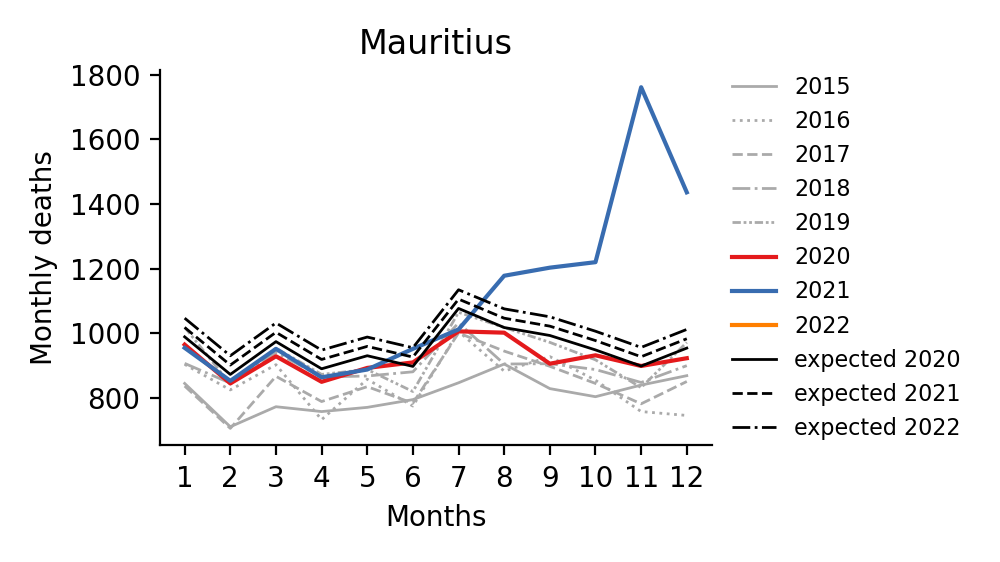 Mauritius
Monthly deaths
1800
1600
1400
1200
1000
800
1 2 3 4 5 6 7 8 9 10 11 12
Months
2015
2016
2017
2018
2019
2020
2021
2022
expected 2020
expected 2021
expected 2022